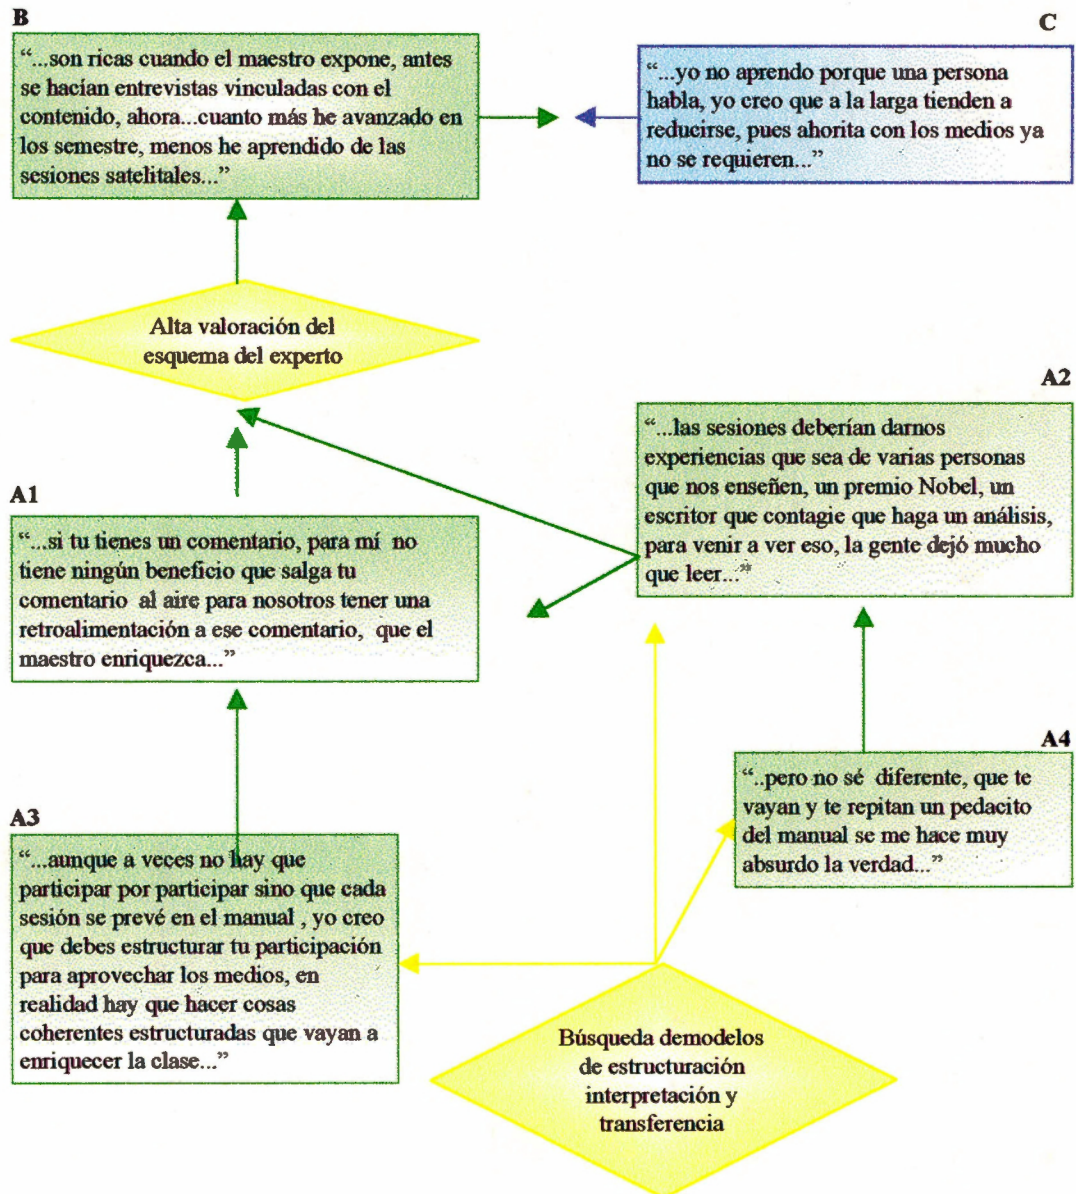 B
“...son ricas cuando el maestro expone, antes
se hacían entrevistas vinculadas con el
contenido, ahora...cuanto más he avanzado en
los semestre, menos he aprendido de las
sesiones satelitales...”
C
“...yo no aprendo porque una persona
habla, yo creo que a la larga tienden a
reducirse, pues ahorita con los medios ya
no se requieren...”
Alta valoración del
esquema del experto
A2
“...las sesiones deberían darnos
experiencias que sea de varias personas
que nos enseñen, un premio Nobel, un
escritor que contagie que haga un análisis,
para venir a ver eso, la gente dejó mucho
que leer...”
A1
“...si tu tienes un comentario, para mí no
tiene ningún beneficio que salga tu
comentario al aire para nosotros tener una
retroalimentación a ese comentario, que el
maestro enriquezca...”
A4
“..pero no sé diferente, que te
vayan y te repitan un pedacito
del manual se me hace muy
absurdo la verdad...”
A3
“...aunque a veces no hay que
participar por participar sino que cada
sesión se prevé en el manual , yo creo
que debes estructurar tu participación
para aprovechar los medios, en
realidad hay que hacer cosas
coherentes estructuradas que vayan a
enriquecer la clase...”
Búsqueda demodelos
de estructuración
interpretación y
transferencia